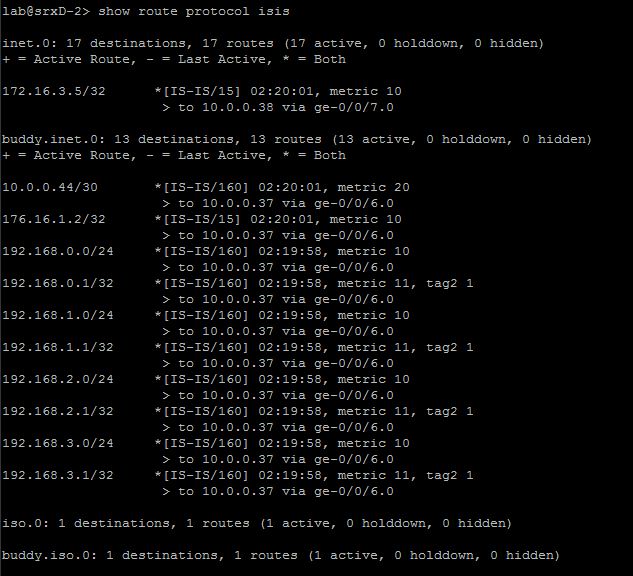 lab@srxD-2> show route protocol isis
inet.0: 17 destinations, 17 routes (17 active, 0 holddown, 0 hidden)
+ = Active Route, - = Last Active, * = Both
172.16.3.5/32 *[IS-IS/15] 02:20:01, metric 10
> to 10.0.0.38 via ge-0/0/7.0
buddy.inet.0: 13 destinations, 13 routes (13 active, 0 holddown, 0 hidden)
+ = Active Route, - = Last Active, * = Both
10.0.0.44/30 *[IS-IS/160] 02:20:01, metric 20
> to 10.0.0.37 via ge-0/0/6.0
176.16.1.2/32 *[IS-IS/15] 02:20:01, metric 10
> to 10.0.0.37 via ge-0/0/6.0
192.168.0.0/24 *[IS-IS/160] 02:19:58, metric 10
> to 10.0.0.37 via ge-0/0/6.0
192.168.0.1/32 *[IS-IS/160] 02:19:58, metric 11, tag2 1
> to 10.0.0.37 via ge-0/0/6.0
192.168.1.0/24 *[IS-IS/160] 02:19:58, metric 10
> to 10.0.0.37 via ge-0/0/6.0
192.168.1.1/32 *[IS-IS/160] 02:19:58, metric 11, tag2 1
> to 10.0.0.37 via ge-0/0/6.0
192.168.2.0/24 *[IS-IS/160] 02:19:58, metric 10
> to 10.0.0.37 via ge-0/0/6.0
192.168.2.1/32 *[IS-IS/160] 02:19:58, metric 11, tag2 1
> to 10.0.0.37 via ge-0/0/6.0
192.168.3.0/24 *[IS-IS/160] 02:19:58, metric 10
> to 10.0.0.37 via ge-0/0/6.0
192.168.3.1/32 *[IS-IS/160] 02:19:58, metric 11, tag2 1
> to 10.0.0.37 via ge-0/0/6.0
iso.0: 1 destinations, 1 routes (1 active, 0 holddown, 0 hidden)
buddy.iso.0: 1 destinations, 1 routes (1 active, 0 holddown, 0 hidden)